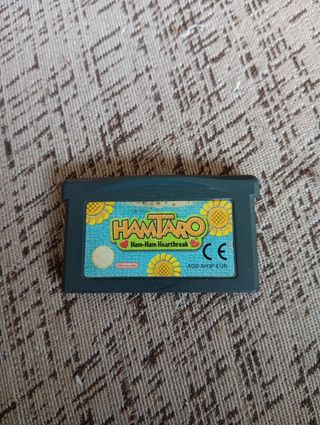 HAMTARO
Ham-Ham Heartbreak
Nintendo
CE
AGB-AH3P-EUR